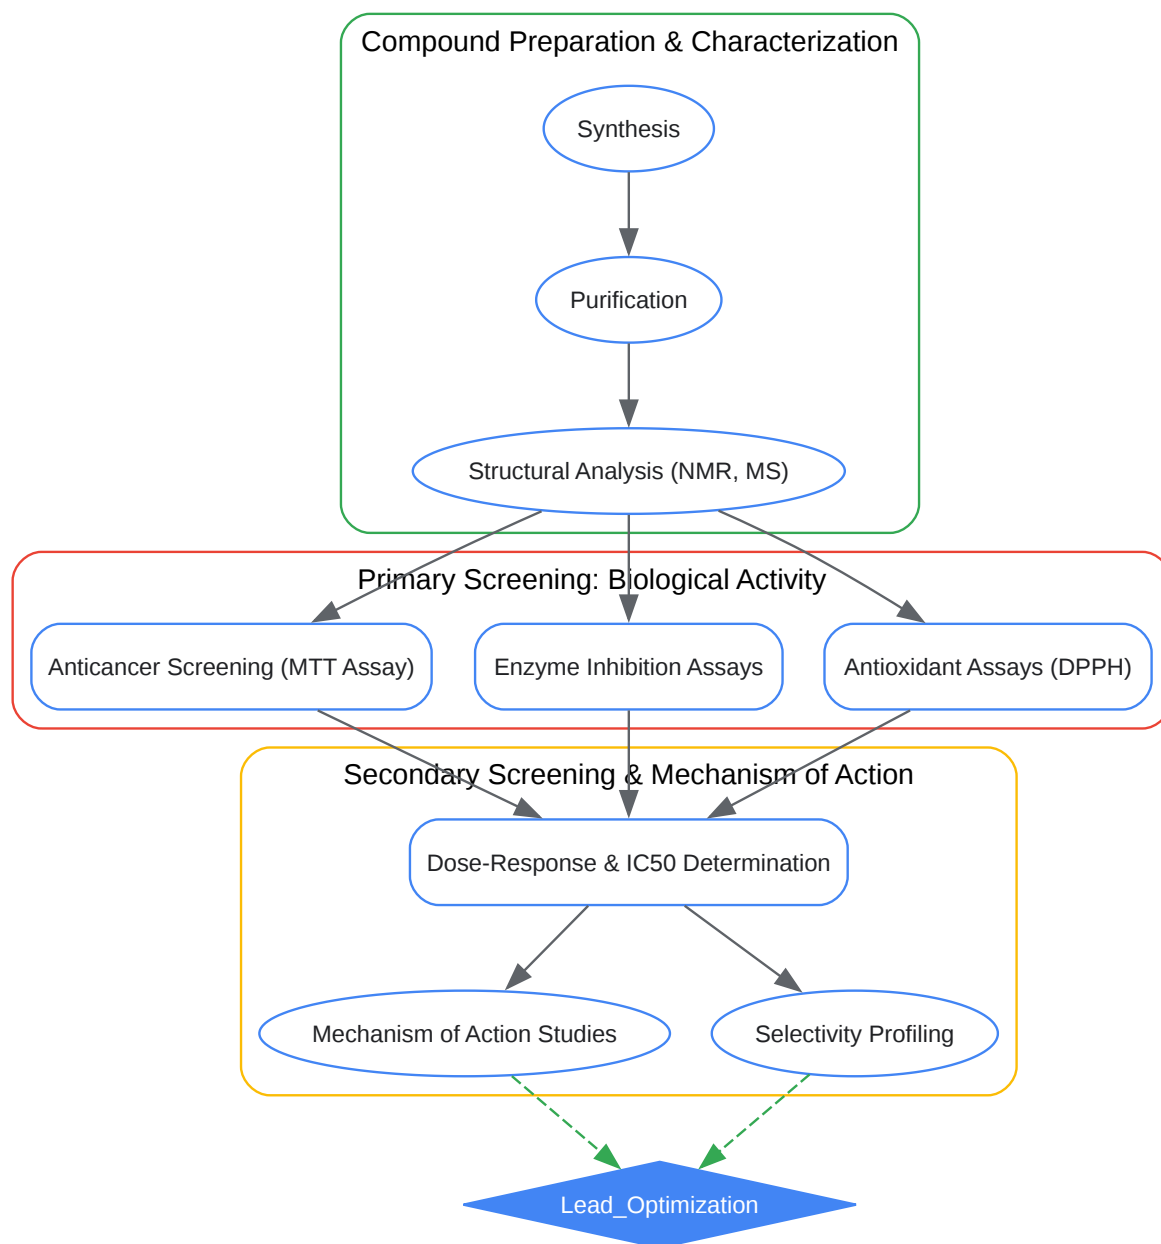 Compound Preparation & Characterization
Synthesis
Purification
Structural Analysis (NMR, MS)
Primary Screening: Biological Activity
Anticancer Screening (MTT Assay)
Enzyme Inhibition Assays
Antioxidant Assays (DPPH)
Secondary Screening & Mechanism of Action
Dose-Response & IC50 Determination
Mechanism of Action Studies
Selectivity Profiling
Lead_Optimization